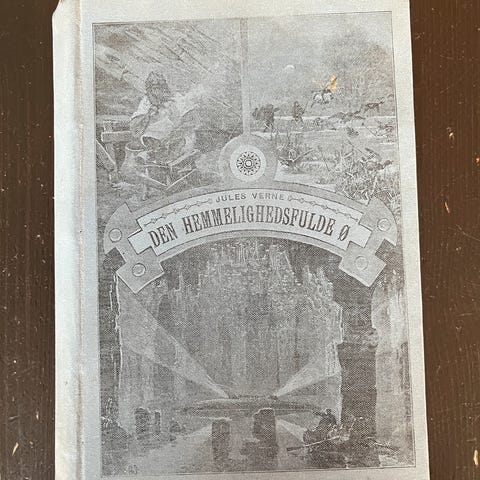 JULES VERNE
DEN HEMMELIGHEDSFULDE Ø